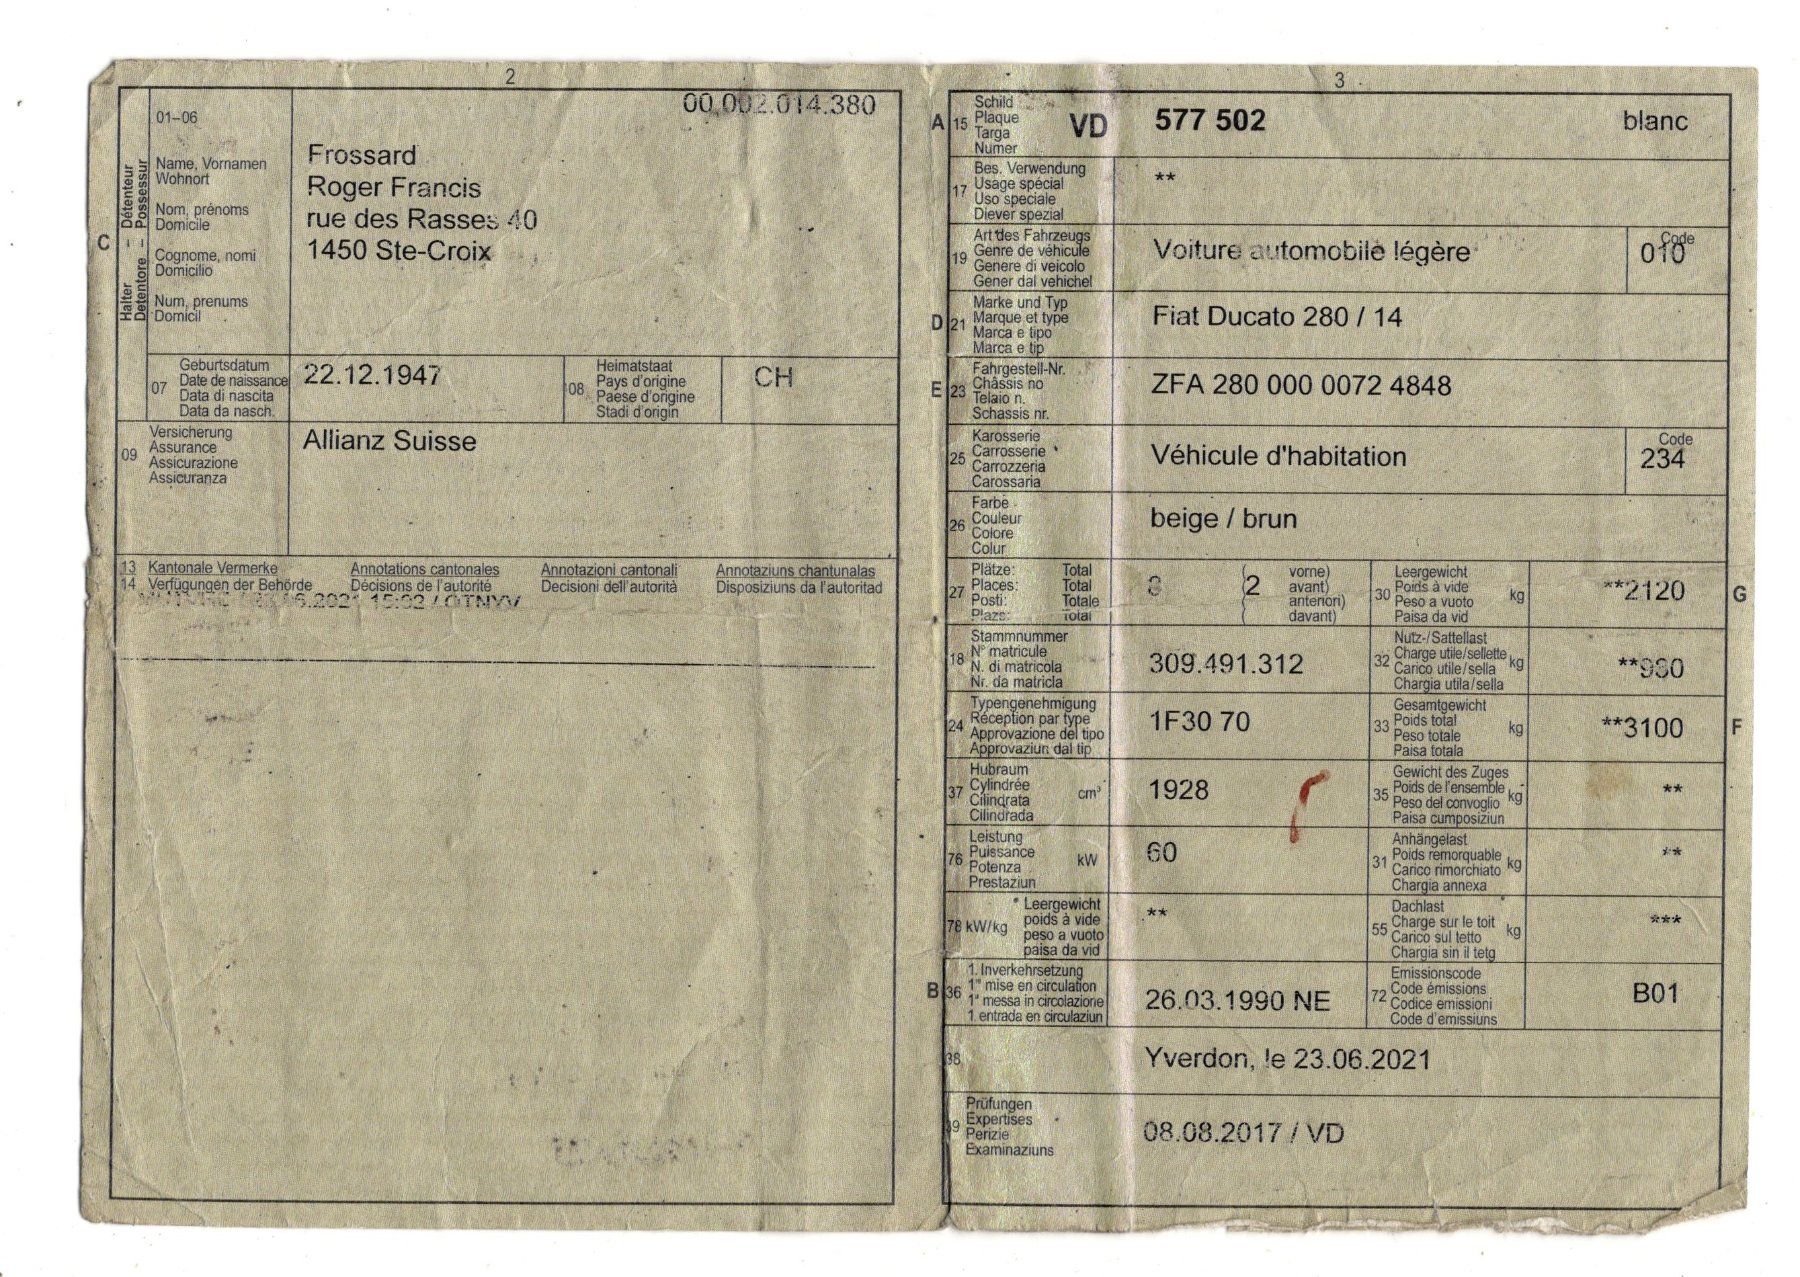 2
00.002.014.380
C
Halter – Détenteur
Detentore – Possessur
01–06
Name, Vornamen
Wohnort
Nom, prénoms
Domicile
Cognome, nomi
Domicilio
Num, prenums
Domicil
Frossard
Roger Francis
rue des Rasses 40
1450 Ste-Croix
07
Geburtsdatum
Date de naissance
Data di nascita
Data da nasch.
22.12.1947
08
Heimatstaat
Pays d'origine
Paese d'origine
Stadi d'origin
CH
09
Versicherung
Assurance
Assicurazione
Assicuranza
Allianz Suisse
13 Kantonale Vermerke Annotations cantonales Annotazioni cantonali Annotaziuns chantunalas
14 Verfügungen der Behörde Décisions de l'autorité Decisioni dell'autorità Disposiziuns da l'autoritad
3
A 15
Schild
Plaque
Targa
Numer
VD 577 502 blanc
17
Bes. Verwendung
Usage spécial
Uso speciale
Diever spezial
**
19
Art des Fahrzeugs
Genre de véhicule
Genere di veicolo
Gener dal vehichel
Voiture automobile légère
Code
010
D 21
Marke und Typ
Marque et type
Marca e tipo
Marca e tip
Fiat Ducato 280 / 14
E 23
Fahrgestell-Nr.
Châssis no
Telaio n.
Schassis nr.
ZFA 280 000 0072 4848
25
Karosserie
Carrosserie
Carrozzeria
Carossaria
Véhicule d'habitation
Code
234
26
Farbe
Couleur
Colore
Colur
beige / brun
27
Plätze: Total
Places: Total
Posti: Totale
Plazs: Total
( 2 vorne)
( avant)
( anteriori)
( davant)
30
Leergewicht
Poids à vide
Peso a vuoto
Paisa da vid
kg
**2120
G
18
Stammnummer
N° matricule
N. di matricola
Nr. da matricla
309.491.312
32
Nutz-/Sattellast
Charge utile/sellette
Carico utile/sella
Chargia utila/sella
kg
**980
24
Typengenehmigung
Réception par type
Approvazione del tipo
Approvaziun dal tip
1F30 70
33
Gesamtgewicht
Poids total
Peso totale
Paisa totala
kg
**3100
F
37
Hubraum
Cylindrée
Cilindrata
Cilindrada
cm³
1928
35
Gewicht des Zuges
Poids de l'ensemble
Peso del convoglio
Paisa cumposiziun
kg
**
76
Leistung
Puissance
Potenza
Prestaziun
kW
60
31
Anhängelast
Poids remorquable
Carico rimorchiato
Chargia annexa
kg
**
78 kW/kg
Leergewicht
poids à vide
peso a vuoto
paisa da vid
**
55
Dachlast
Charge sur le toit
Carico sul tetto
Chargia sin il tetg
kg
***
B 36
1. Inverkehrsetzung
1re mise en circulation
1a messa in circolazione
1. entrada en circulaziun
26.03.1990 NE
72
Emissionscode
Code émissions
Codice emissioni
Code d'emissiuns
B01
38
Yverdon, le 23.06.2021
39
Prüfungen
Expertises
Perizie
Examinaziuns
08.08.2017 / VD